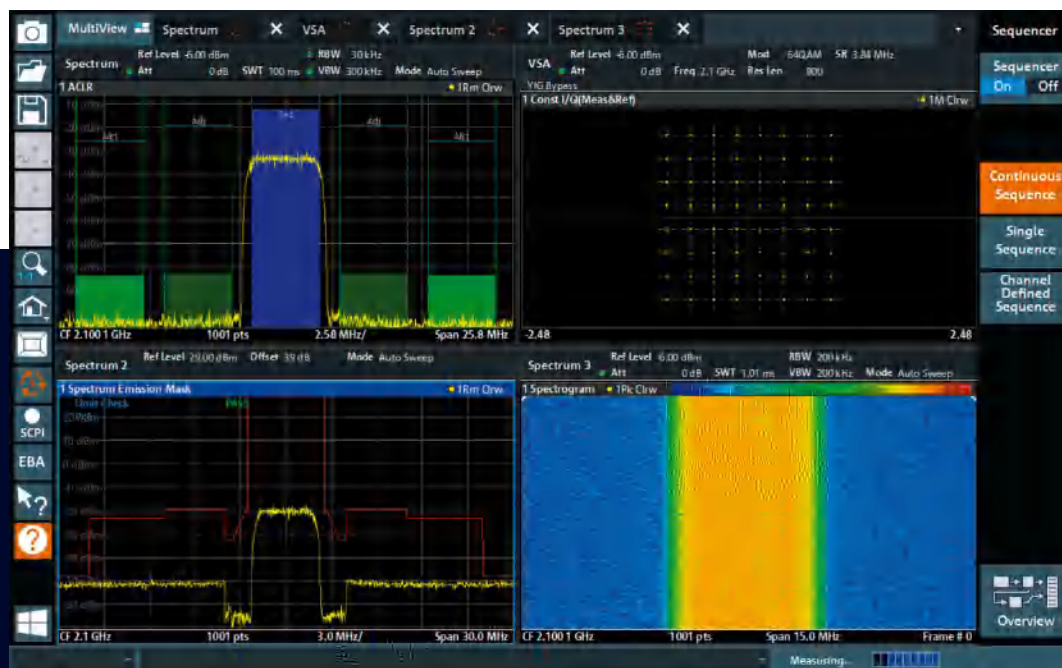 MultiView Spectrum X VSA X Spectrum 2 X Spectrum 3 X
Sequencer
Sequencer
On Off
Continuous
Sequence
Single
Sequence
Channel
Defined
Sequence
Overview
SCPI
EBA
Spectrum
Ref Level -6.00 dBm RBW 30 kHz
Att 0 dB SWT 100 ms VBW 300 kHz Mode Auto Sweep
1 ACLR 1Rm Clrw
Adj Adj
Alt1 Alt1
CF 2.100 1 GHz 1001 pts 2.58 MHz/ Span 25.8 MHz
VSA
Ref Level -6.00 dBm Mod 64QAM SR 3.84 MHz
Att 0 dB Freq 2.1 GHz Res Len 800
YIG Bypass
1 Const I/Q(Meas&Ref) 1M Clrw
-2.48 2.48
Spectrum 2
Ref Level 29.00 dBm Offset 39 dB Mode Auto Sweep
1 Spectrum Emission Mask 1Rm Clrw
Limit Check PASS
CF 2.1 GHz 1001 pts 3.0 MHz/ Span 30.0 MHz
Spectrum 3
Ref Level -6.00 dBm RBW 200 kHz
Att 0 dB SWT 1.01 ms VBW 200 kHz Mode Auto Sweep
1 Spectrogram 1Pk Clrw
CF 2.100 1 GHz 1001 pts Span 15.0 MHz Frame # 0
Measuring...